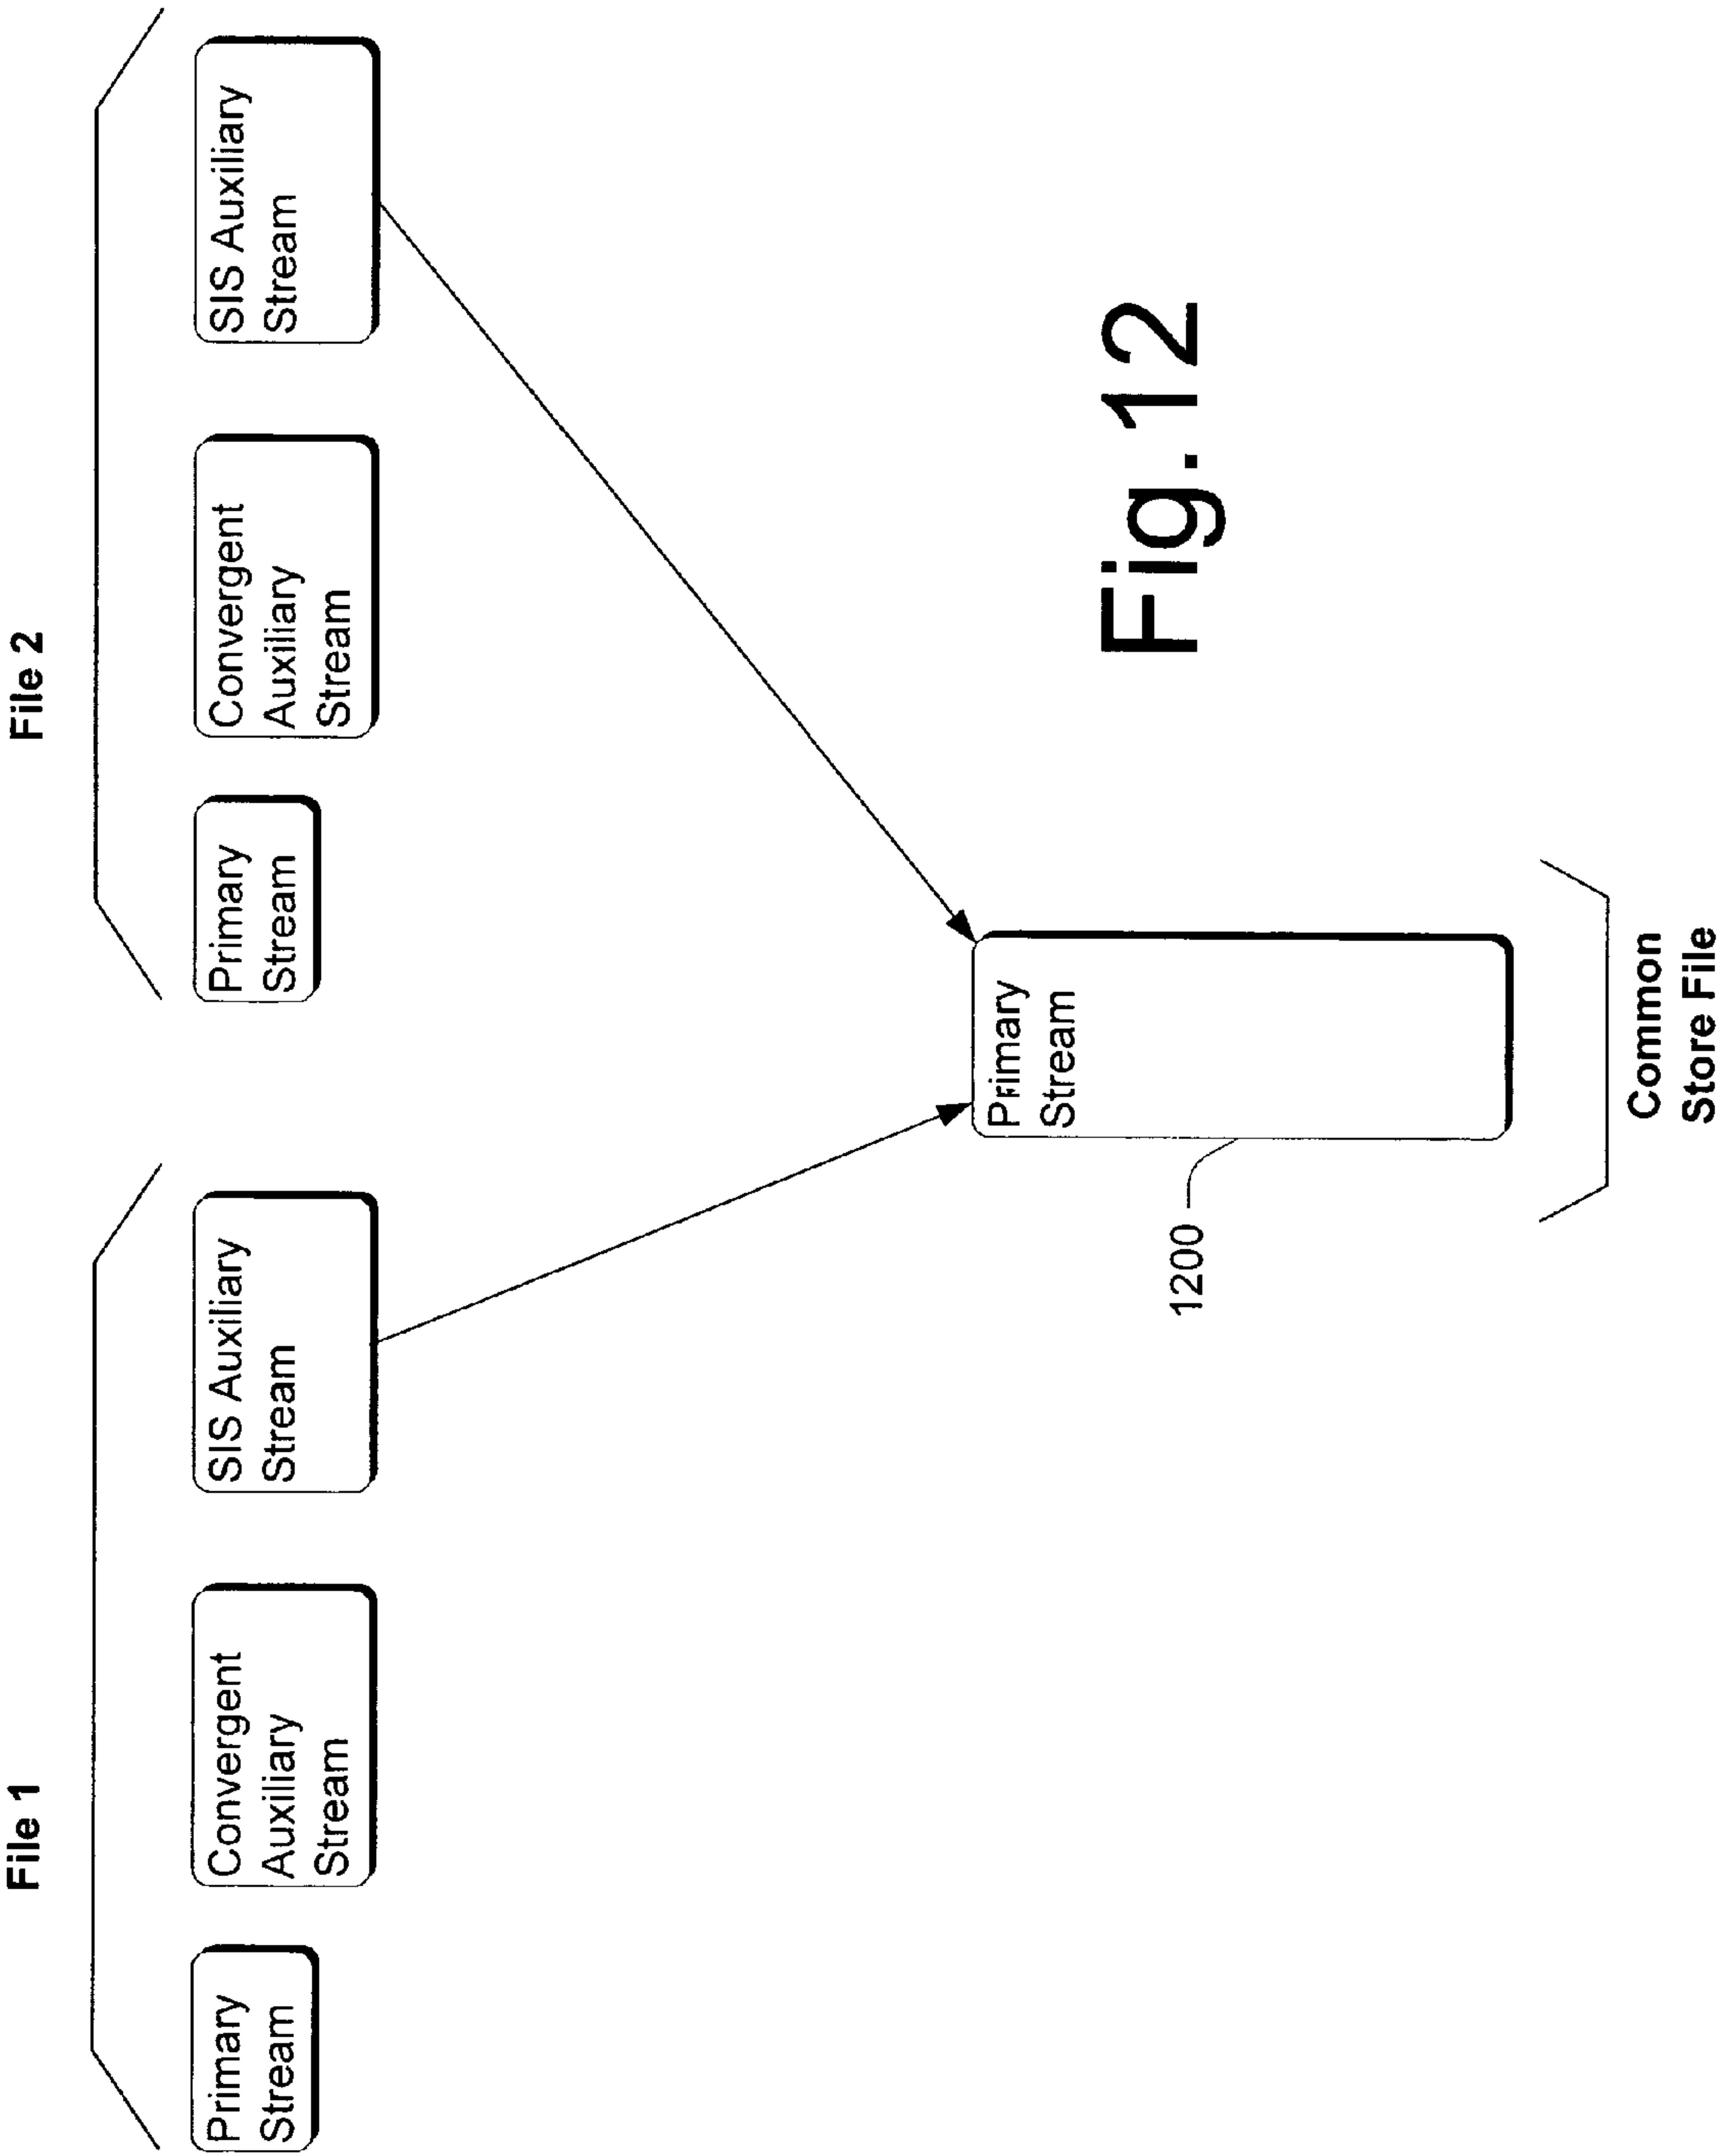 File 1
File 2
Primary
Stream
Convergent
Auxiliary
Stream
SIS Auxiliary
Stream
Primary
Stream
Convergent
Auxiliary
Stream
SIS Auxiliary
Stream
Primary
Stream
1200
Common
Store File
Fig. 12